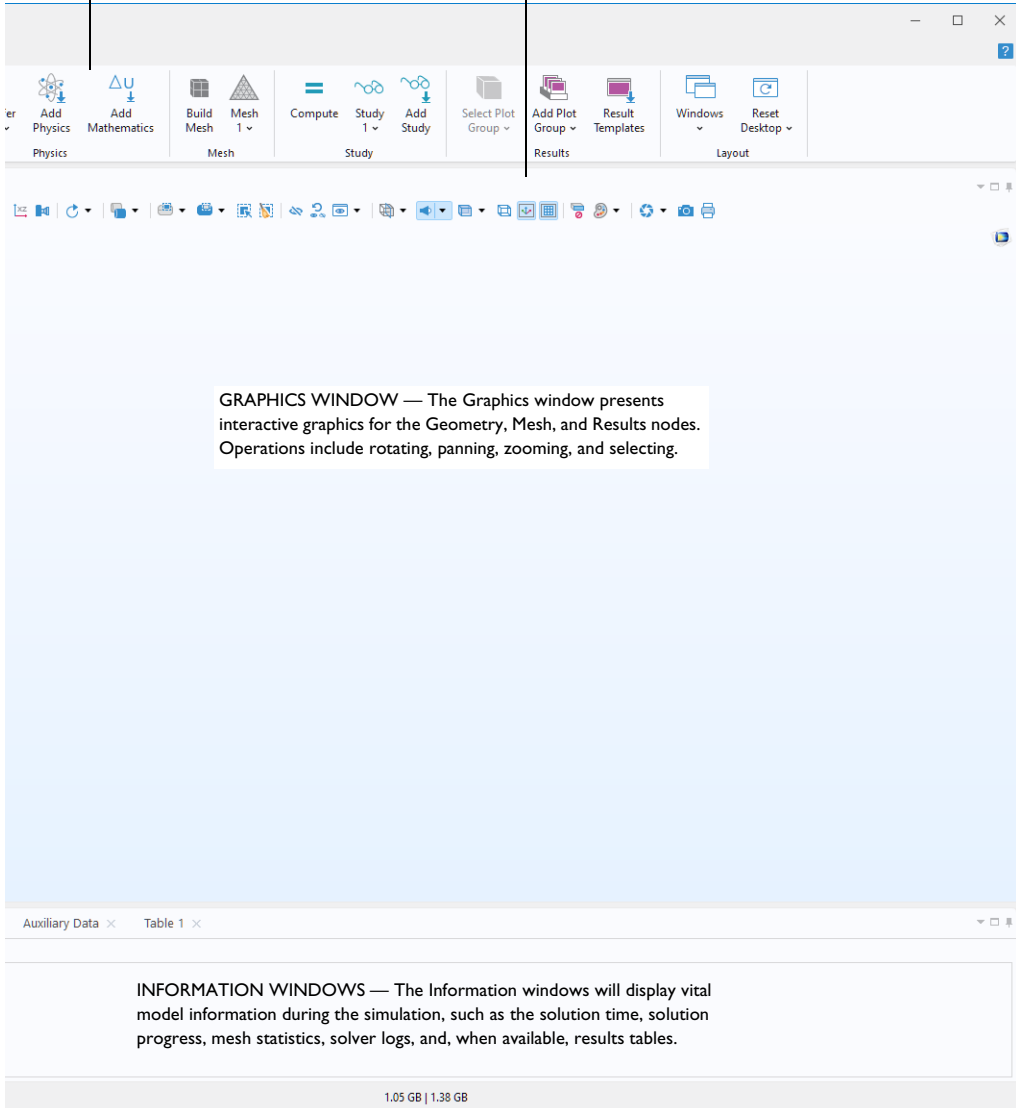 ?
er Add Add Build Mesh Compute Study Add Select Plot Add Plot Result Windows Reset
Physics Mathematics Mesh 1 1 Study Group Group Templates Desktop
Physics Mesh Study Results Layout
GRAPHICS WINDOW — The Graphics window presents
interactive graphics for the Geometry, Mesh, and Results nodes.
Operations include rotating, panning, zooming, and selecting.
Auxiliary Data Table 1
INFORMATION WINDOWS — The Information windows will display vital
model information during the simulation, such as the solution time, solution
progress, mesh statistics, solver logs, and, when available, results tables.
1.05 GB | 1.38 GB